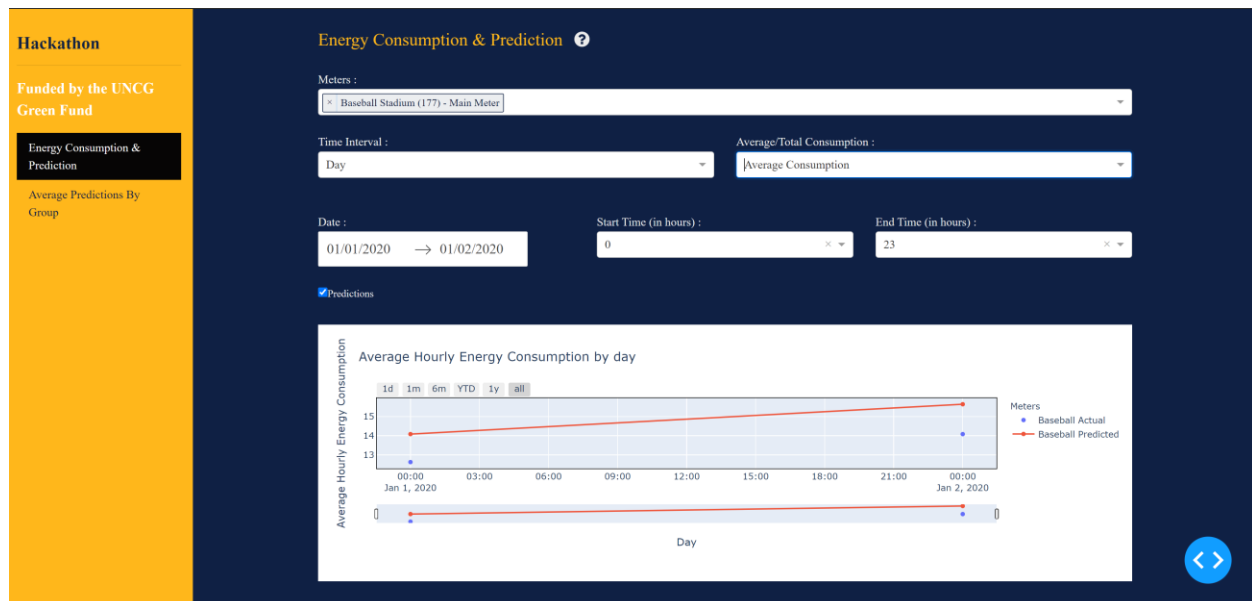 Hackathon
Funded by the UNCG
Green Fund
Energy Consumption &
Prediction
Average Predictions By
Group
Energy Consumption & Prediction ?
Meters :
× Baseball Stadium (177) - Main Meter
Time Interval :
Day
Average/Total Consumption :
Average Consumption
Date :
01/01/2020 → 01/02/2020
Start Time (in hours) :
0 ×
End Time (in hours) :
23 ×
Predictions
Average Hourly Energy Consumption by day
1d 1m 6m YTD 1y all
Average Hourly Energy Consumption
15
14
13
00:00 03:00 06:00 09:00 12:00 15:00 18:00 21:00 00:00
Jan 1, 2020 Jan 2, 2020
Day
Meters
Baseball Actual
Baseball Predicted